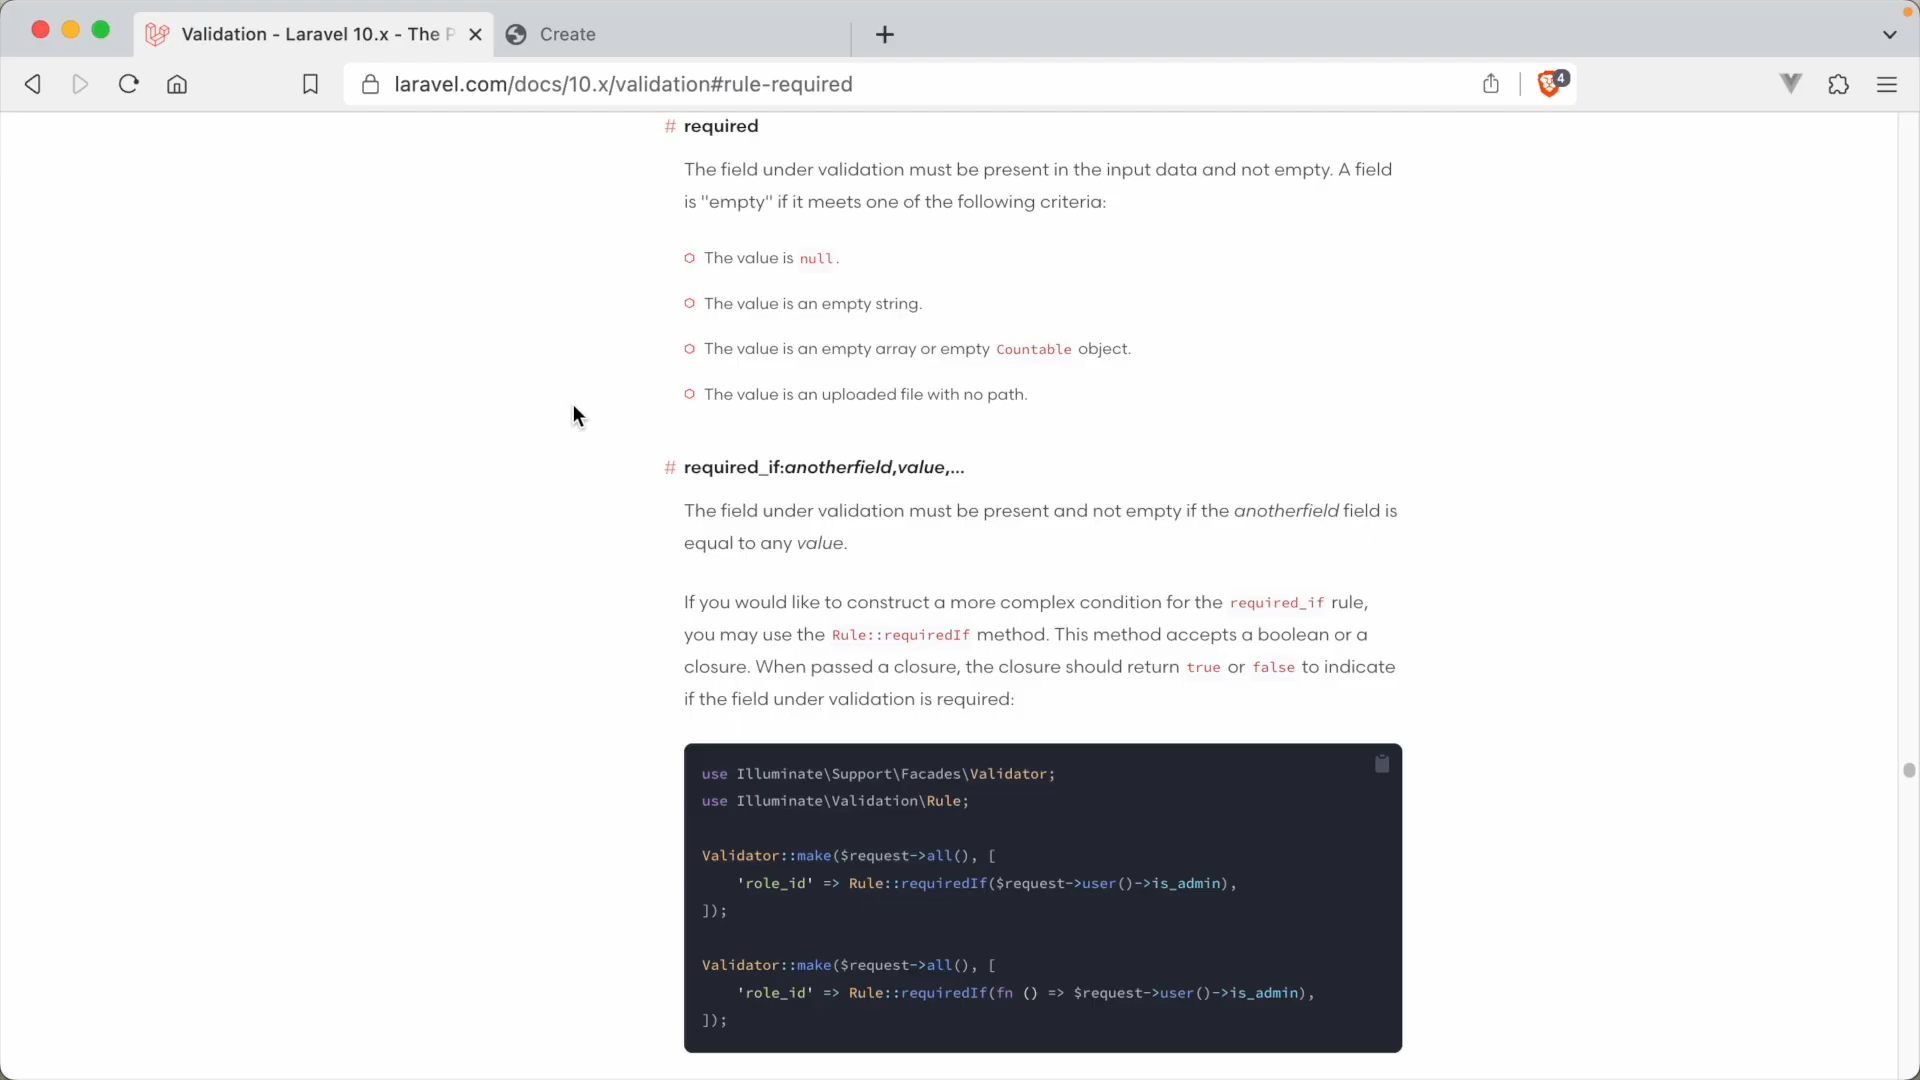 Validation - Laravel 10.x - The P
Create
laravel.com/docs/10.x/validation#rule-required
4
# required
The field under validation must be present in the input data and not empty. A field
is "empty" if it meets one of the following criteria:
The value is null.
The value is an empty string.
The value is an empty array or empty Countable object.
The value is an uploaded file with no path.
# required_if:anotherfield,value,...
The field under validation must be present and not empty if the anotherfield field is
equal to any value.
If you would like to construct a more complex condition for the required_if rule,
you may use the Rule::requiredIf method. This method accepts a boolean or a
closure. When passed a closure, the closure should return true or false to indicate
if the field under validation is required:
use Illuminate\Support\Facades\Validator;
use Illuminate\Validation\Rule;
Validator::make($request->all(), [
    'role_id' => Rule::requiredIf($request->user()->is_admin),
]);
Validator::make($request->all(), [
    'role_id' => Rule::requiredIf(fn () => $request->user()->is_admin),
]);